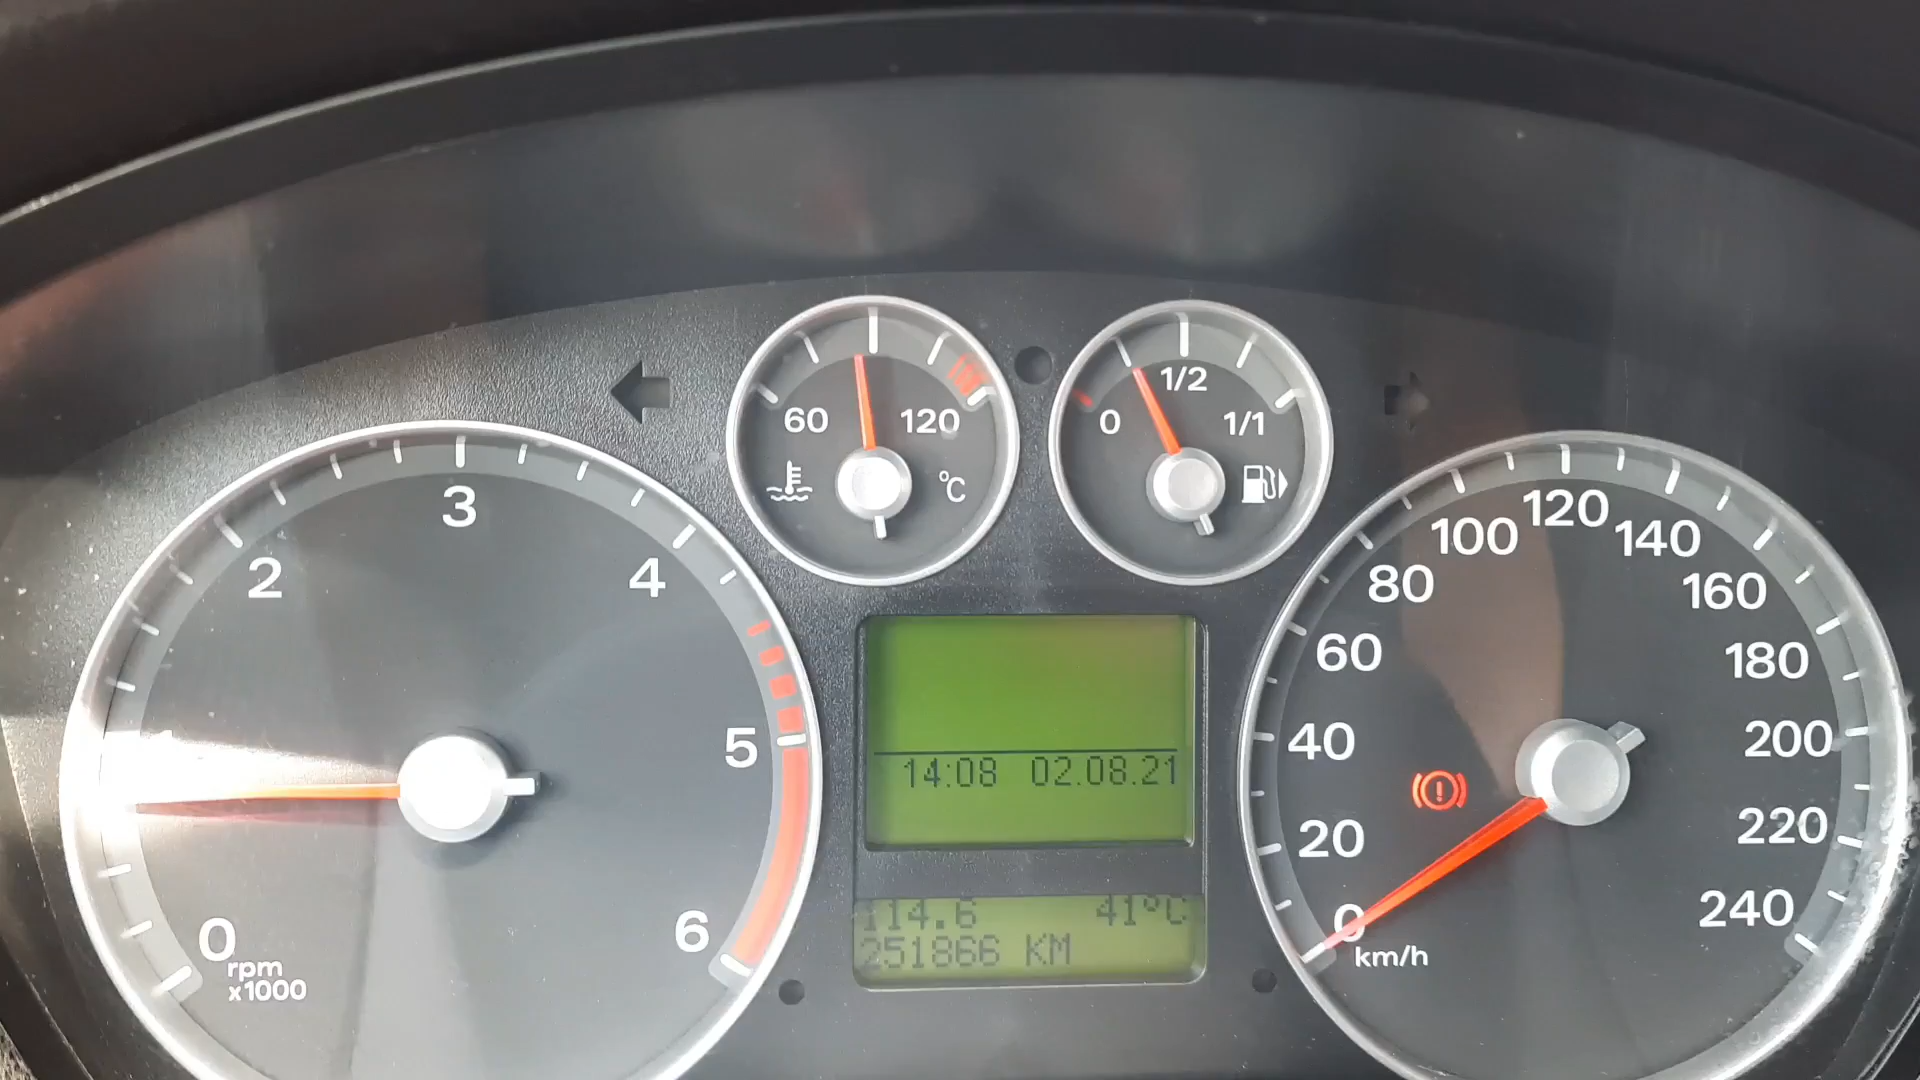 60 120
°C
0 1/2 1/1
0 2 3 4 5 6
rpm
x1000
0 20 40 60 80 100 120 140 160 180 200 220 240
km/h
14:08 02.08.21
114.6 41°C
251866 KM